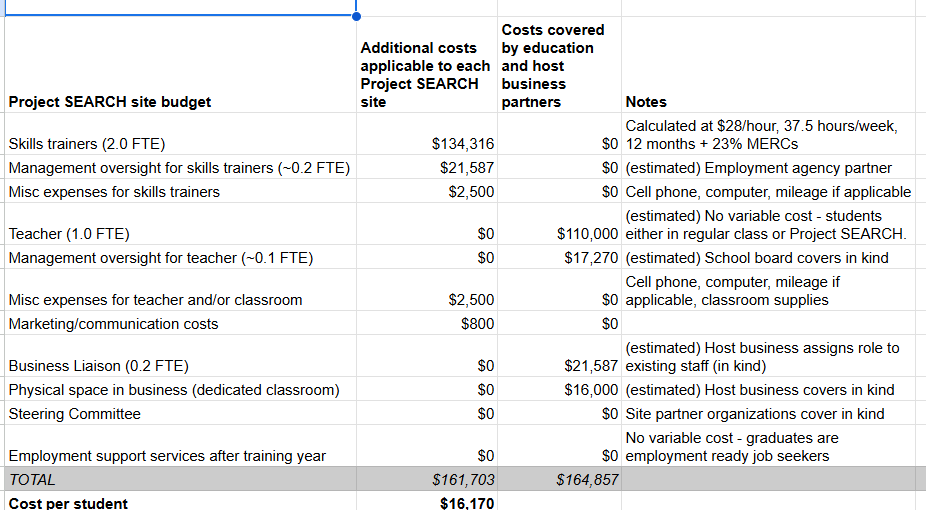 Project SEARCH site budget	Additional costs applicable to each Project SEARCH site	Costs covered by education and host business partners	Notes
Skills trainers (2.0 FTE)	$134,316	$0	Calculated at $28/hour, 37.5 hours/week, 12 months + 23% MERCs
Management oversight for skills trainers (~0.2 FTE)	$21,587	$0	(estimated) Employment agency partner
Misc expenses for skills trainers	$2,500	$0	Cell phone, computer, mileage if applicable
Teacher (1.0 FTE)	$0	$110,000	(estimated) No variable cost - students either in regular class or Project SEARCH.
Management oversight for teacher (~0.1 FTE)	$0	$17,270	(estimated) School board covers in kind
Misc expenses for teacher and/or classroom	$2,500	$0	Cell phone, computer, mileage if applicable, classroom supplies
Marketing/communication costs	$800	$0
Business Liaison (0.2 FTE)	$0	$21,587	(estimated) Host business assigns role to existing staff (in kind)
Physical space in business (dedicated classroom)	$0	$16,000	(estimated) Host business covers in kind
Steering Committee	$0	$0	Site partner organizations cover in kind
Employment support services after training year	$0	$0	No variable cost - graduates are employment ready job seekers
TOTAL	$161,703	$164,857
Cost per student	$16,170